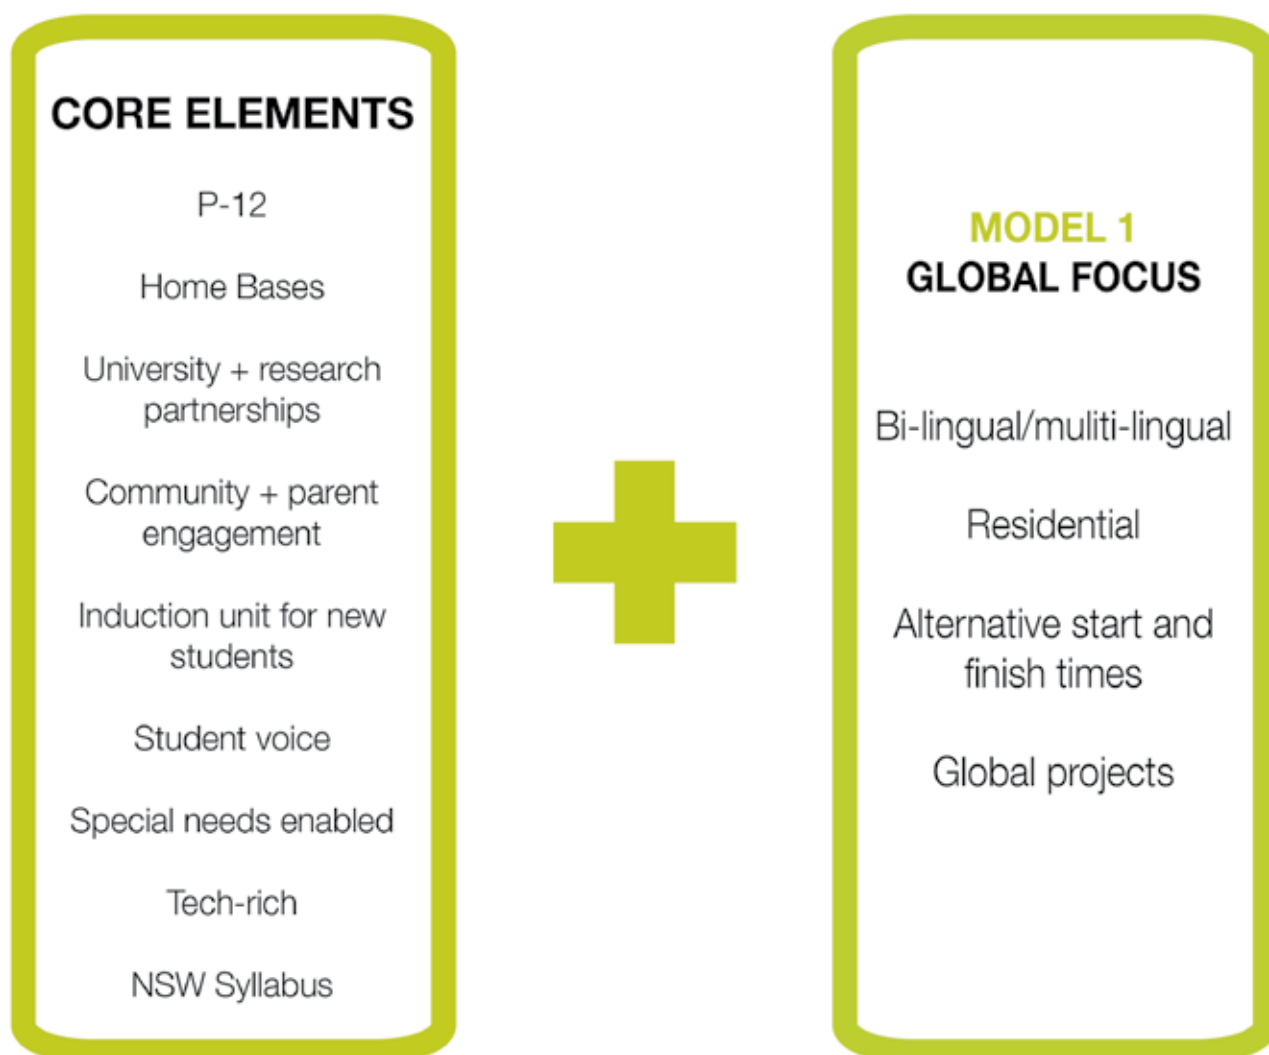 CORE ELEMENTS
P-12
Home Bases
University + research
partnerships
Community + parent
engagement
Induction unit for new
students
Student voice
Special needs enabled
Tech-rich
NSW Syllabus
MODEL 1
GLOBAL FOCUS
Bi-lingual/muliti-lingual
Residential
Alternative start and
finish times
Global projects